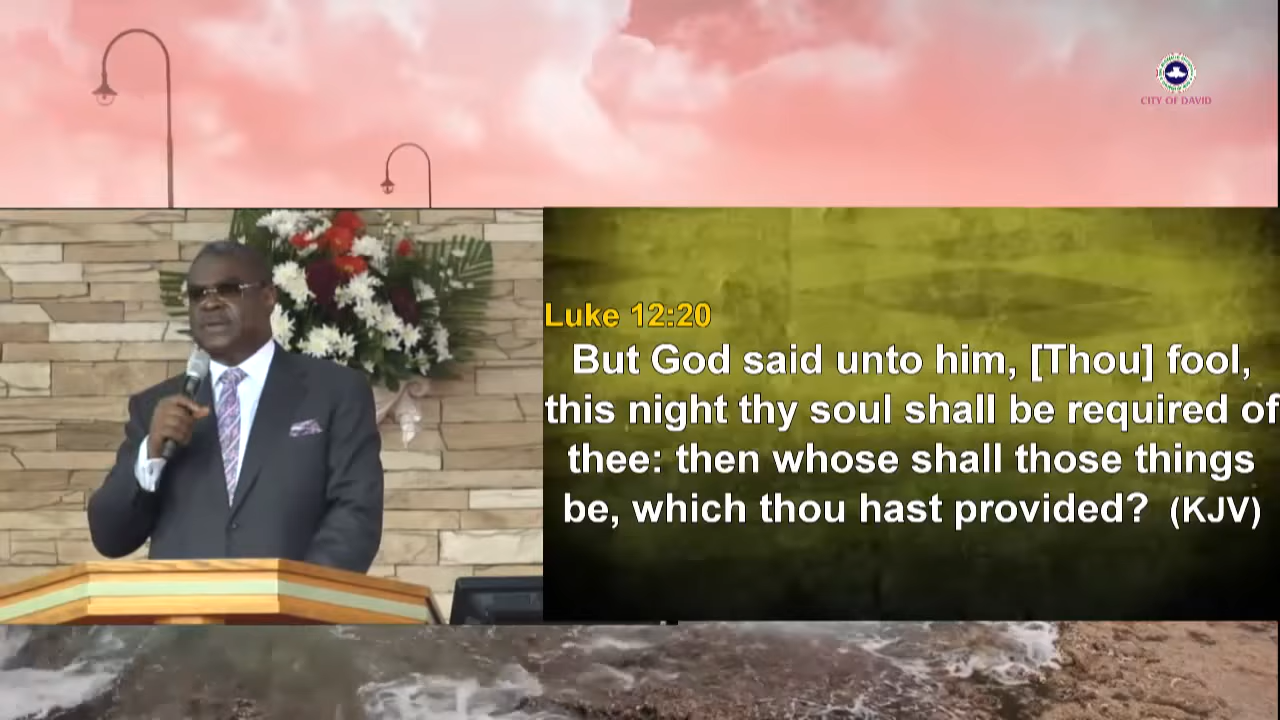 CITY OF DAVID
Luke 12:20
But God said unto him, [Thou] fool,
this night thy soul shall be required of
thee: then whose shall those things
be, which thou hast provided? (KJV)